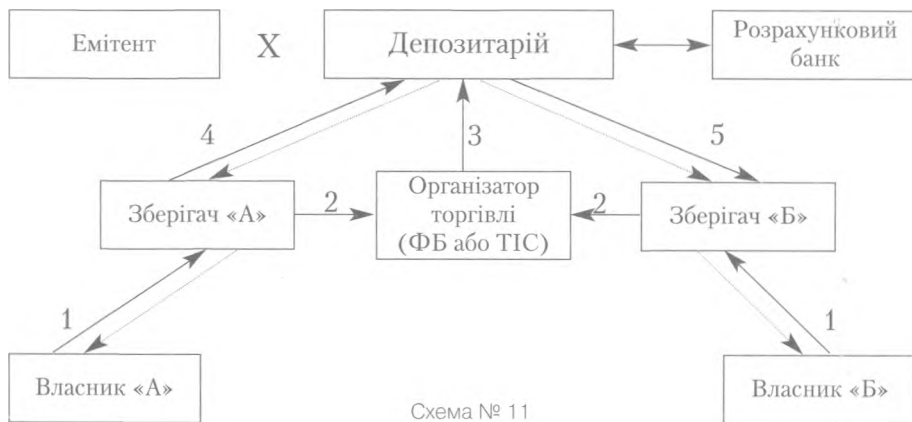 Емітент
X
Депозитарій
Розрахунковий
банк
4
3
5
Зберігач «А»
2
Організатор
торгівлі
(ФБ або ТІС)
2
Зберігач «Б»
1
1
Власник «А»
Власник «Б»
Схема № 11